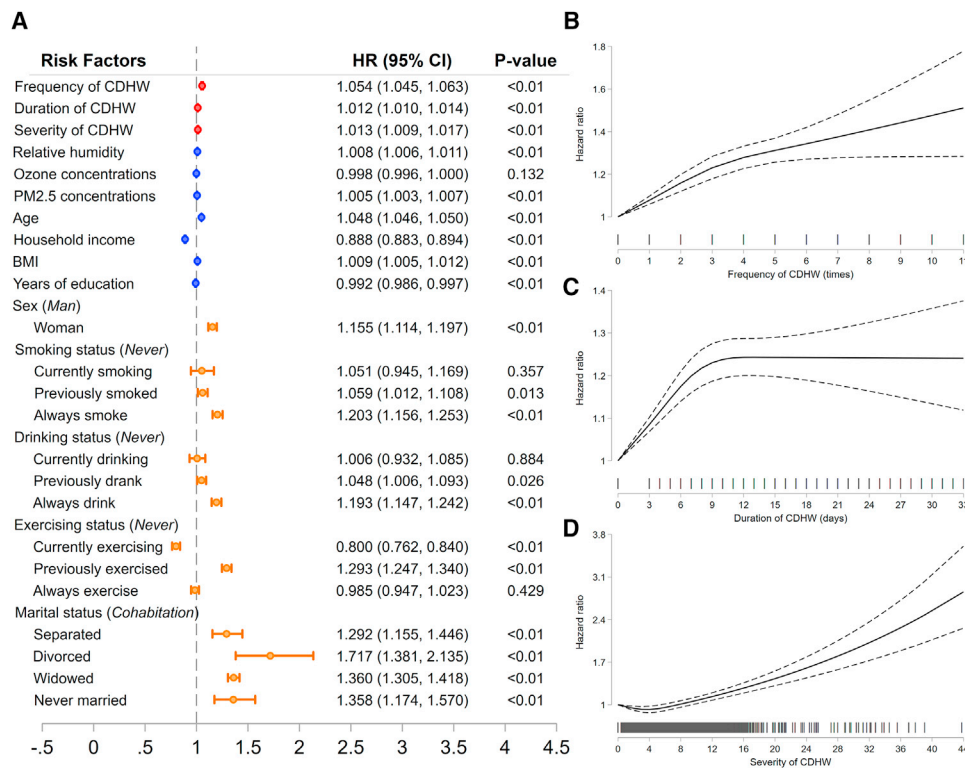 A
Risk Factors HR (95% CI) P-value
Frequency of CDHW 1.054 (1.045, 1.063) <0.01
Duration of CDHW 1.012 (1.010, 1.014) <0.01
Severity of CDHW 1.013 (1.009, 1.017) <0.01
Relative humidity 1.008 (1.006, 1.011) <0.01
Ozone concentrations 0.998 (0.996, 1.000) 0.132
PM2.5 concentrations 1.005 (1.003, 1.007) <0.01
Age 1.048 (1.046, 1.050) <0.01
Household income 0.888 (0.883, 0.894) <0.01
BMI 1.009 (1.005, 1.012) <0.01
Years of education 0.992 (0.986, 0.997) <0.01
Sex (Man)
Woman 1.155 (1.114, 1.197) <0.01
Smoking status (Never)
Currently smoking 1.051 (0.945, 1.169) 0.357
Previously smoked 1.059 (1.012, 1.108) 0.013
Always smoke 1.203 (1.156, 1.253) <0.01
Drinking status (Never)
Currently drinking 1.006 (0.932, 1.085) 0.884
Previously drank 1.048 (1.006, 1.093) 0.026
Always drink 1.193 (1.147, 1.242) <0.01
Exercising status (Never)
Currently exercising 0.800 (0.762, 0.840) <0.01
Previously exercised 1.293 (1.247, 1.340) <0.01
Always exercise 0.985 (0.947, 1.023) 0.429
Marital status (Cohabitation)
Separated 1.292 (1.155, 1.446) <0.01
Divorced 1.717 (1.381, 2.135) <0.01
Widowed 1.360 (1.305, 1.418) <0.01
Never married 1.358 (1.174, 1.570) <0.01
-.5 0 .5 1 1.5 2 2.5 3 3.5 4 4.5
B
Hazard ratio
1.8
1.6
1.4
1.2
1
0 1 2 3 4 5 6 7 8 9 10 11
Frequency of CDHW (times)
C
Hazard ratio
1.4
1.3
1.2
1.1
1
0 3 6 9 12 15 18 21 24 27 30 33
Duration of CDHW (days)
D
Hazard ratio
3.8
3.1
2.4
1.7
1
0 4 8 12 16 20 24 28 32 36 40 44
Severity of CDHW